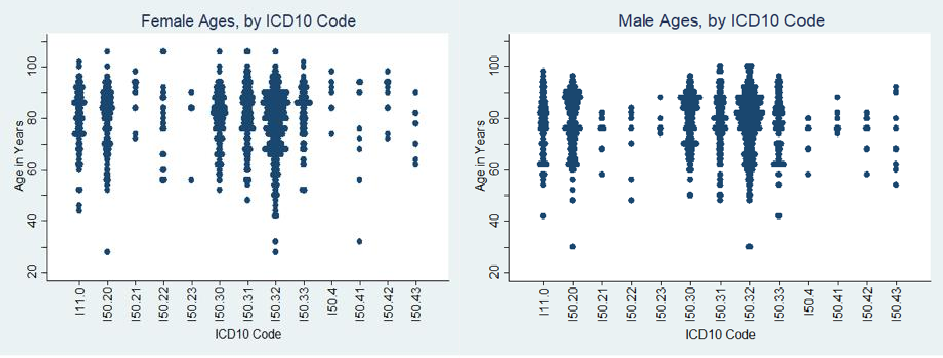 Female Ages, by ICD10 Code
Age in Years
100
80
60
40
20
I11.0
I50.20
I50.21
I50.22
I50.23
I50.30
I50.31
I50.32
I50.33
I50.4
I50.41
I50.42
I50.43
ICD10 Code
Male Ages, by ICD10 Code
Age in Years
100
80
60
40
20
I11.0
I50.20
I50.21
I50.22
I50.23
I50.30
I50.31
I50.32
I50.33
I50.4
I50.41
I50.42
I50.43
ICD10 Code